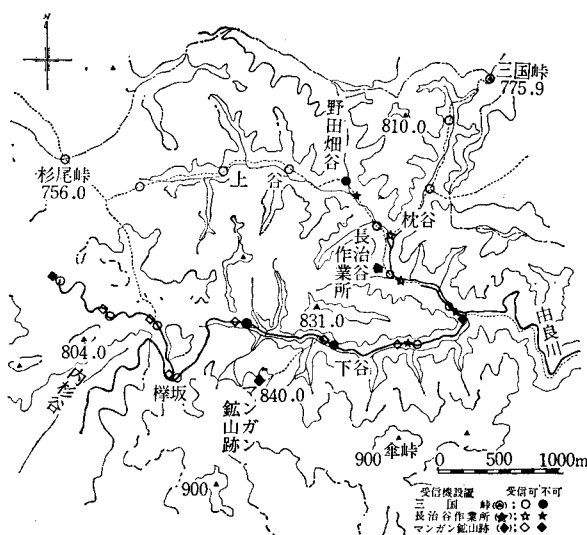 N
三国峠
775.9
野田畑谷
810.0
杉尾峠
756.0
上谷
枕谷
長治谷
作業所
831.0
由良川
804.0
内杉谷
下谷
欅坂
マンガン
鉱山跡
840.0
傘峠
900
900
0 500 1000m
受信機設置 受信可 不可
三国峠
長治谷作業所
マンガン鉱山跡